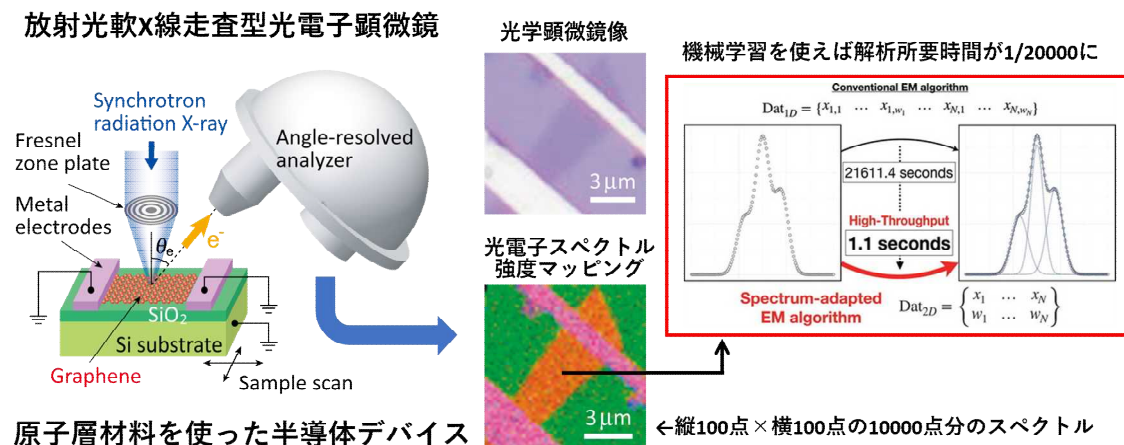 放射光軟X線走査型光電子顕微鏡
Synchrotron
radiation X-ray
Fresnel
zone plate
Metal
electrodes
Angle-resolved
analyzer
θe
e-
SiO2
Si substrate
Graphene
Sample scan
原子層材料を使った半導体デバイス
光学顕微鏡像
3μm
光電子スペクトル
強度マッピング
3μm
←縦100点×横100点の10000点分のスペクトル
機械学習を使えば解析所要時間が1/20000に
Conventional EM algorithm
Dat1D = {x1,1 … x1,w1 … xN,1 … xN,wN}
21611.4 seconds
High-Throughput
1.1 seconds
Spectrum-adapted
EM algorithm
Dat2D = {x1 … xN
w1 … wN}